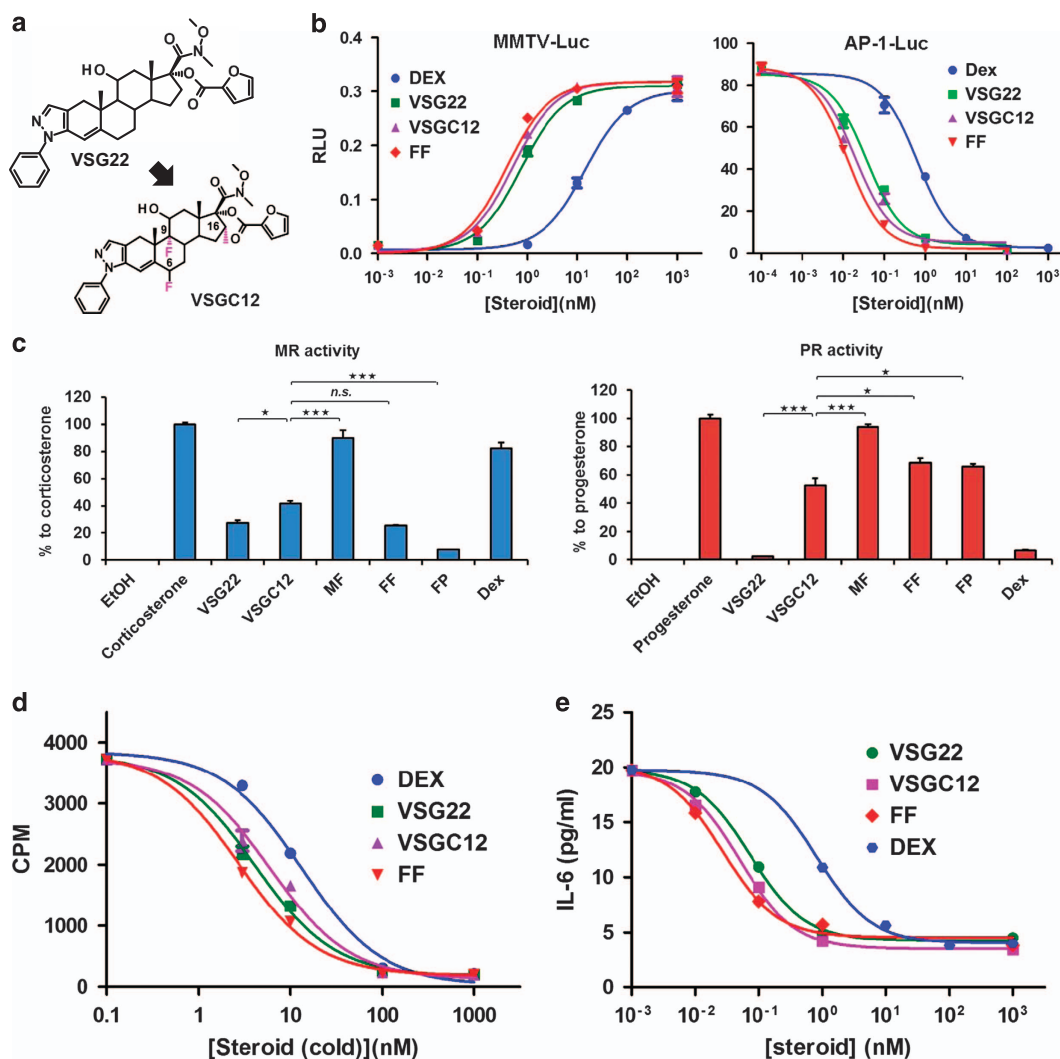 a
HO
O
N
O
O
O
O
N
N
VSG22
HO
O
N
O
O
O
O
9
16
F
6
N
N
F
VSGC12
b
MMTV-Luc
0.4
0.3
0.2
0.1
0.0
RLU
DEX
VSG22
VSGC12
FF
10⁻³ 10⁻² 10⁻¹ 10⁰ 10¹ 10² 10³
[Steroid](nM)
AP-1-Luc
100
80
60
40
20
0
Dex
VSG22
VSGC12
FF
10⁻⁴ 10⁻³ 10⁻² 10⁻¹ 10⁰ 10¹ 10² 10³
[Steroid](nM)
c
MR activity
★★★
n.s.
★ ★★★
120
100
80
60
40
20
0
% to corticosterone
EtOH Corticosterone VSG22 VSGC12 MF FF FP Dex
PR activity
★
★
★★★ ★★★
120
100
80
60
40
20
0
% to progesterone
EtOH Progesterone VSG22 VSGC12 MF FF FP Dex
d
4000
3000
2000
1000
0
CPM
DEX
VSG22
VSGC12
FF
0.1 1 10 100 1000
[Steroid (cold)](nM)
e
25
20
15
10
5
0
IL-6 (pg/ml)
VSG22
VSGC12
FF
DEX
10⁻³ 10⁻² 10⁻¹ 10⁰ 10¹ 10² 10³
[steroid] (nM)